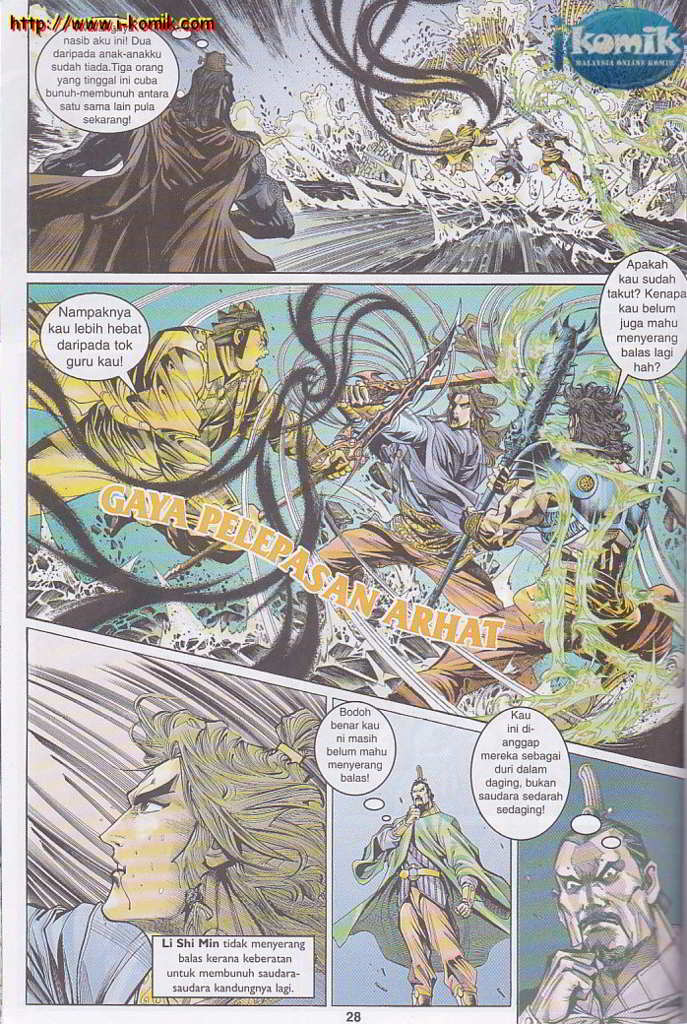 http://www.i-komik.com
komik
MALAYSIA ONLINE KOMIK
nasib aku ini! Dua
daripada anak-anakku
sudah tiada.Tiga orang
yang tinggal ini cuba
bunuh-membunuh antara
satu sama lain pula
sekarang!
Nampaknya
kau lebih hebat
daripada tok
guru kau!
Apakah
kau sudah
takut? Kenapa
kau belum
juga mahu
menyerang
balas lagi
hah?
GAYA PELEPASAN ARHAT
Li Shi Min tidak menyerang
balas kerana keberatan
untuk membunuh saudara-
saudara kandungnya lagi.
Bodoh
benar kau
ni masih
belum mahu
menyerang
balas!
Kau
ini di-
anggap
mereka sebagai
duri dalam
daging, bukan
saudara sedarah
sedaging!
28